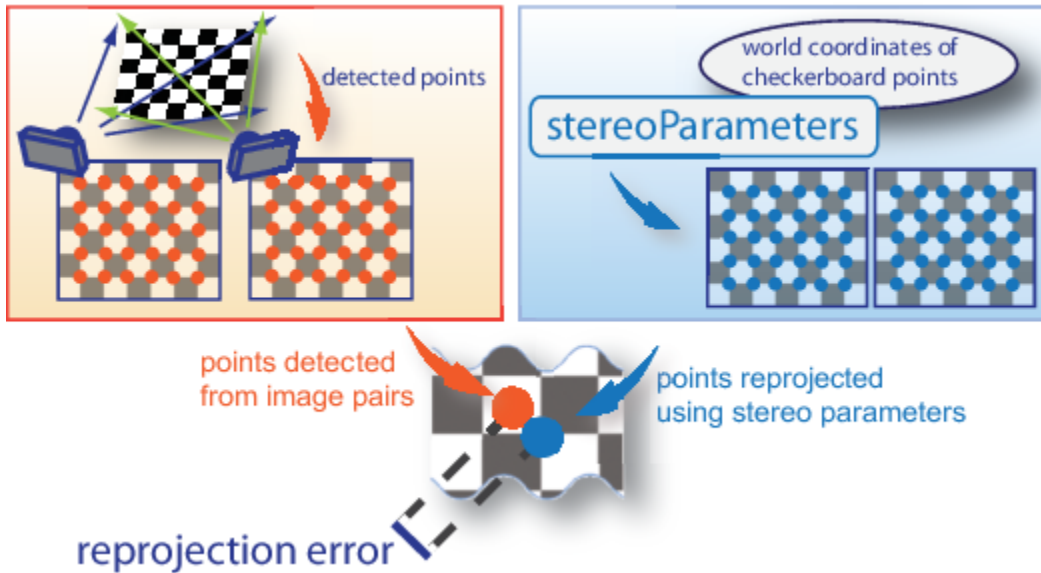 detected points
world coordinates of
checkerboard points
stereoParameters
points detected
from image pairs
points reprojected
using stereo parameters
reprojection error